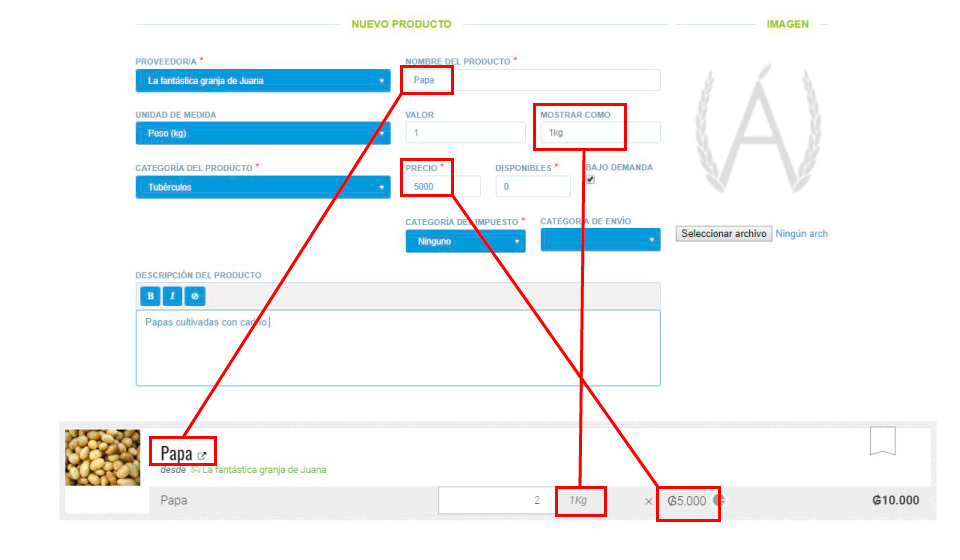 NUEVO PRODUCTO
IMAGEN
PROVEEDOR/A *
NOMBRE DEL PRODUCTO *
La fantástica granja de Juana
Papa
UNIDAD DE MEDIDA
VALOR
MOSTRAR COMO
Peso (kg)
1
1kg
CATEGORÍA DEL PRODUCTO *
PRECIO *
DISPONIBLES *
BAJO DEMANDA
Tubérculos
5000
0
CATEGORÍA DEL IMPUESTO *
CATEGORÍA DE ENVÍO
Ninguno
Seleccionar archivo
Ningún arch
DESCRIPCIÓN DEL PRODUCTO
B I
Papas cultivadas con cariño.
Á
Papa
desde La fantástica granja de Juana
Papa 2 1Kg × ₲5.000 ₲10.000